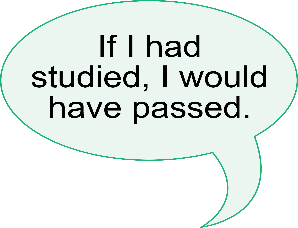 If I had
studied, I would
have passed.